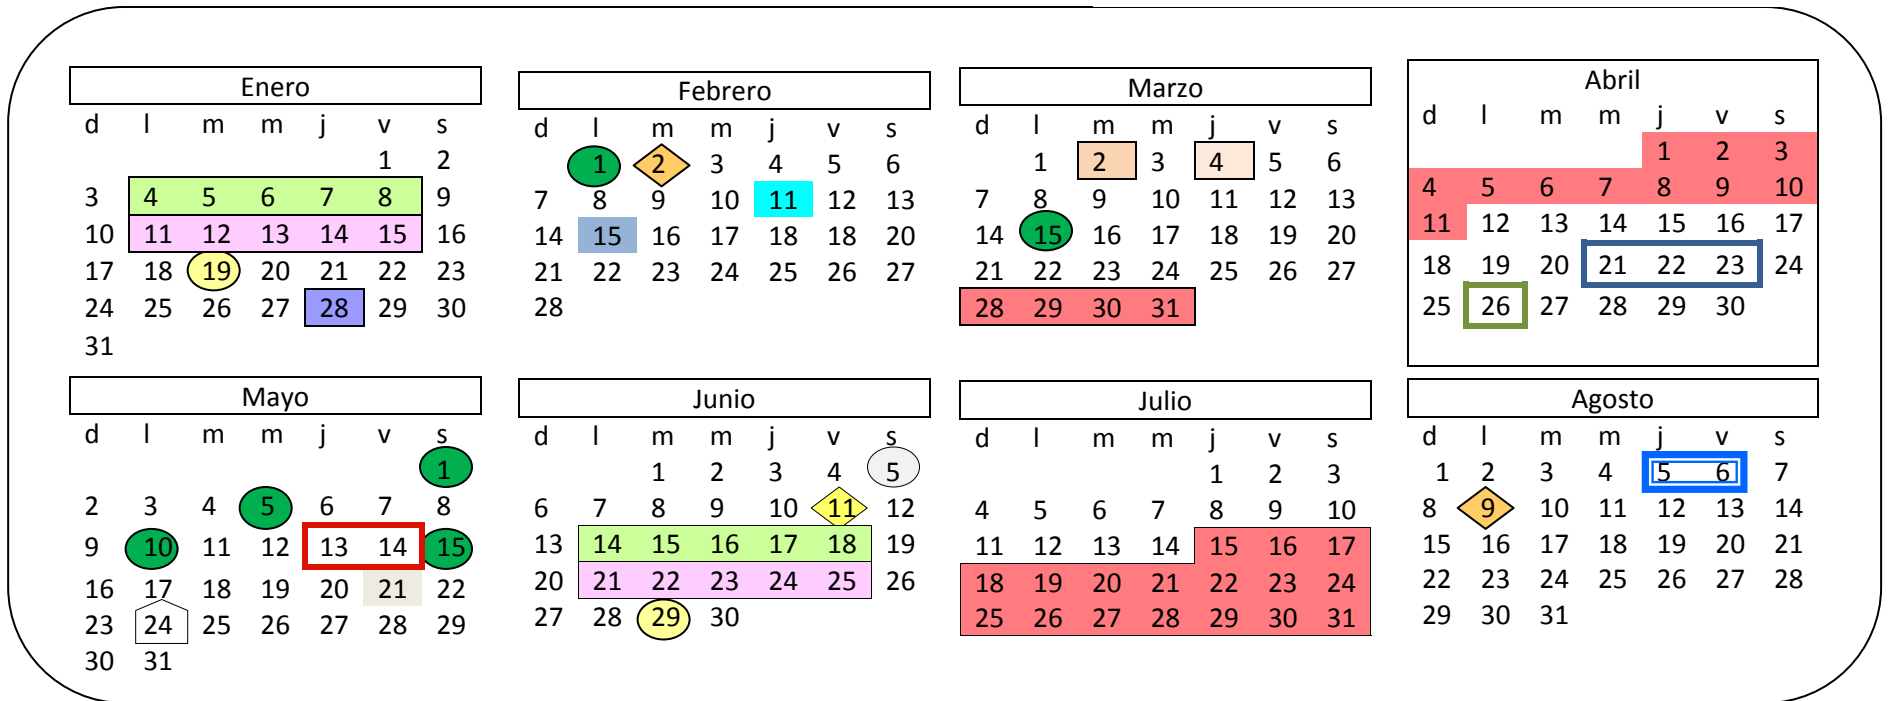 Enero
d l m m j v s
1 2
3 4 5 6 7 8 9
10 11 12 13 14 15 16
17 18 19 20 21 22 23
24 25 26 27 28 29 30
31
Febrero
d l m m j v s
1 2 3 4 5 6
7 8 9 10 11 12 13
14 15 16 17 18 18 20
21 22 23 24 25 26 27
28
Marzo
d l m m j v s
1 2 3 4 5 6
7 8 9 10 11 12 13
14 15 16 17 18 19 20
21 22 23 24 25 26 27
28 29 30 31
Abril
d l m m j v s
1 2 3
4 5 6 7 8 9 10
11 12 13 14 15 16 17
18 19 20 21 22 23 24
25 26 27 28 29 30
Mayo
d l m m j v s
1
2 3 4 5 6 7 8
9 10 11 12 13 14 15
16 17 18 19 20 21 22
23 24 25 26 27 28 29
30 31
Junio
d l m m j v s
1 2 3 4 5
6 7 8 9 10 11 12
13 14 15 16 17 18 19
20 21 22 23 24 25 26
27 28 29 30
Julio
d l m m j v s
1 2 3
4 5 6 7 8 9 10
11 12 13 14 15 16 17
18 19 20 21 22 23 24
25 26 27 28 29 30 31
Agosto
d l m m j v s
1 2 3 4 5 6 7
8 9 10 11 12 13 14
15 16 17 18 19 20 21
22 23 24 25 26 27 28
29 30 31